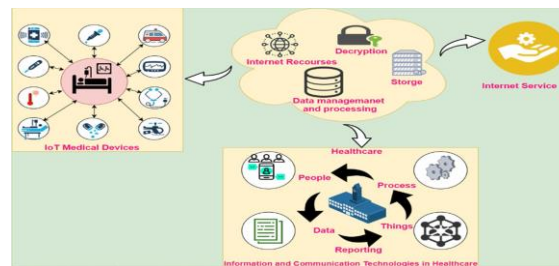 Decryption
Internet Recourses
Storge
Data managemanet
and processing
Internet Service
IoT Medical Devices
Healthcare
People
Process
Data
Things
Reporting
Information and Communication Technologies in Healthcare